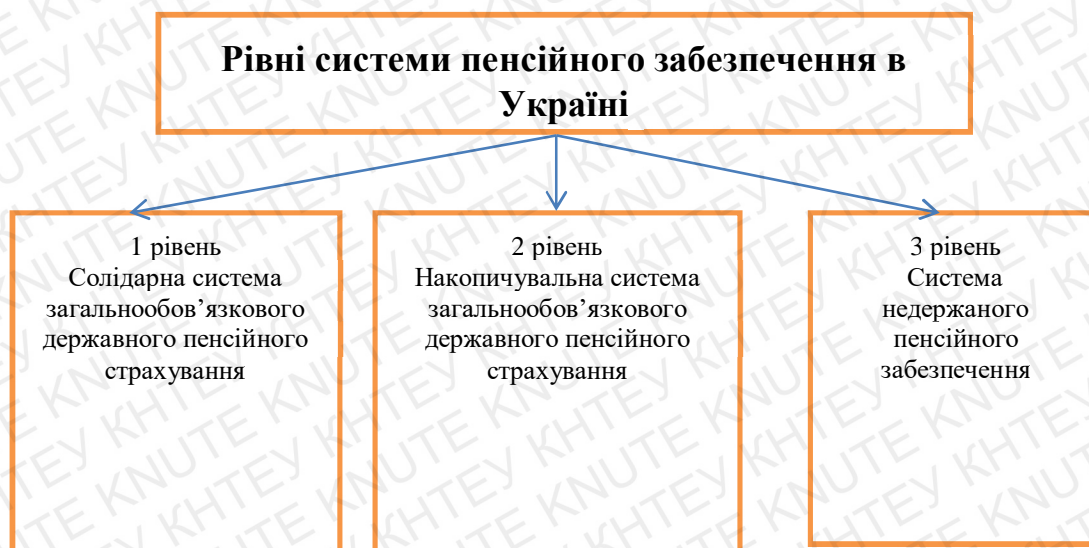 Рівні системи пенсійного забезпечення в
Україні
1 рівень
Солідарна система
загальнообов’язкового
державного пенсійного
страхування
2 рівень
Накопичувальна система
загальнообов’язкового
державного пенсійного
страхування
3 рівень
Система
недержаного
пенсійного
забезпечення